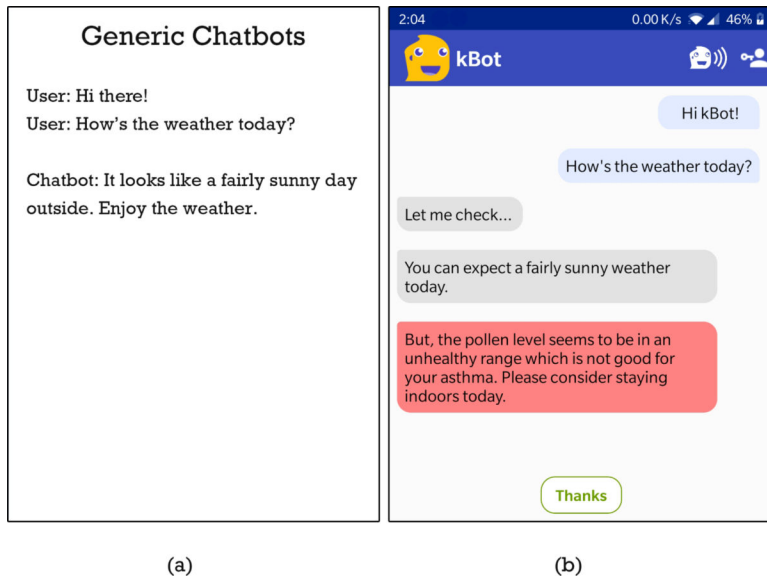 Generic Chatbots
User: Hi there!
User: How's the weather today?
Chatbot: It looks like a fairly sunny day
outside. Enjoy the weather.
(a)
2:04
0.00 K/s
46%
kBot
Hi kBot!
How's the weather today?
Let me check...
You can expect a fairly sunny weather
today.
But, the pollen level seems to be in an
unhealthy range which is not good for
your asthma. Please consider staying
indoors today.
Thanks
(b)